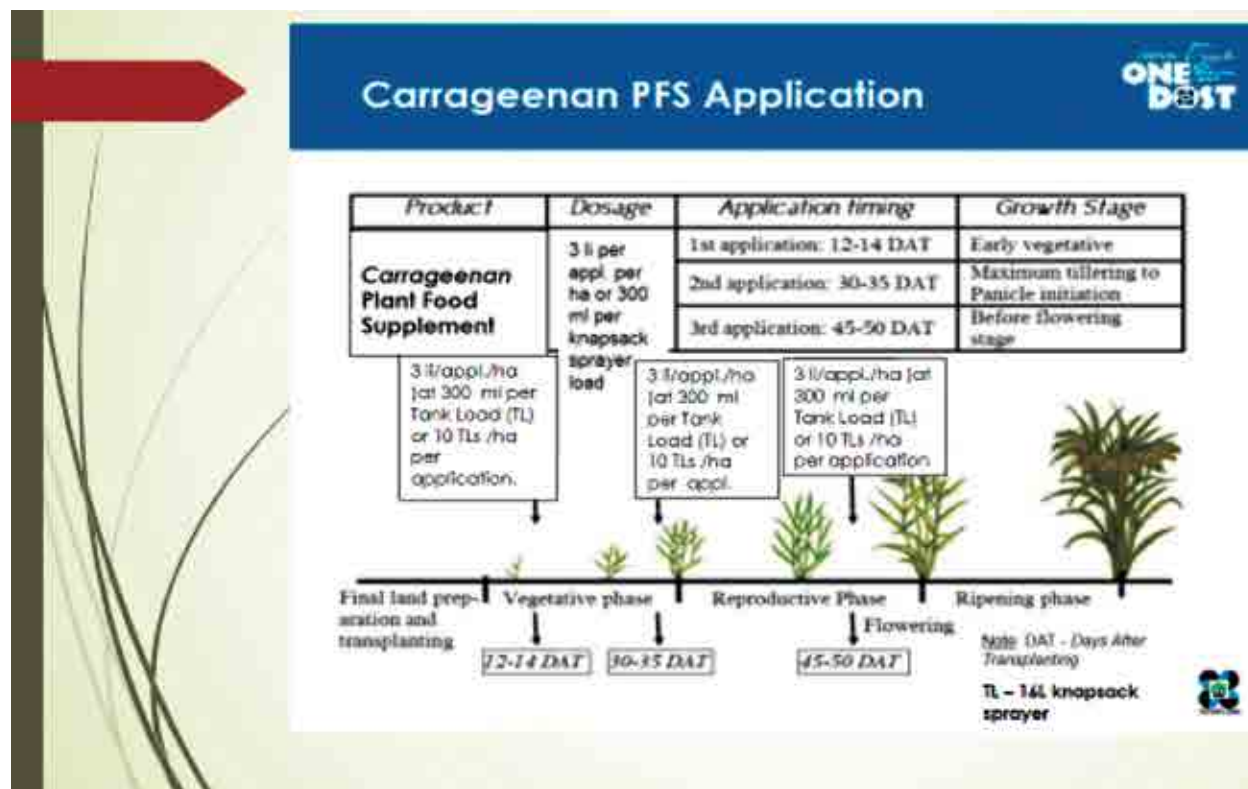 Carrageenan PFS Application
ONE
DOST
Product Dosage Application timing Growth Stage
Carrageenan
Plant Food
Supplement
3 li per
appl. per
ha or 300
ml per
knapsack
sprayer
load
1st application: 12-14 DAT Early vegetative
2nd application: 30-35 DAT Maximum tillering to
Panicle initiation
3rd application: 45-50 DAT Before flowering
stage
3 li/appl./ha
(at 300 ml per
Tank Load (TL)
or 10 TLs /ha
per
application.
3 li/appl./ha
(at 300 ml
per Tank
Load (TL) or
10 TLs /ha
per appl.
3 li/appl./ha (at
300 ml per
Tank Load (TL)
or 10 TLs /ha
per application
Final land prep-
aration and
transplanting
Vegetative phase
Reproductive Phase
Ripening phase
Flowering
12-14 DAT
30-35 DAT
45-50 DAT
Note: DAT - Days After
Transplanting
TL – 16L knapsack
sprayer